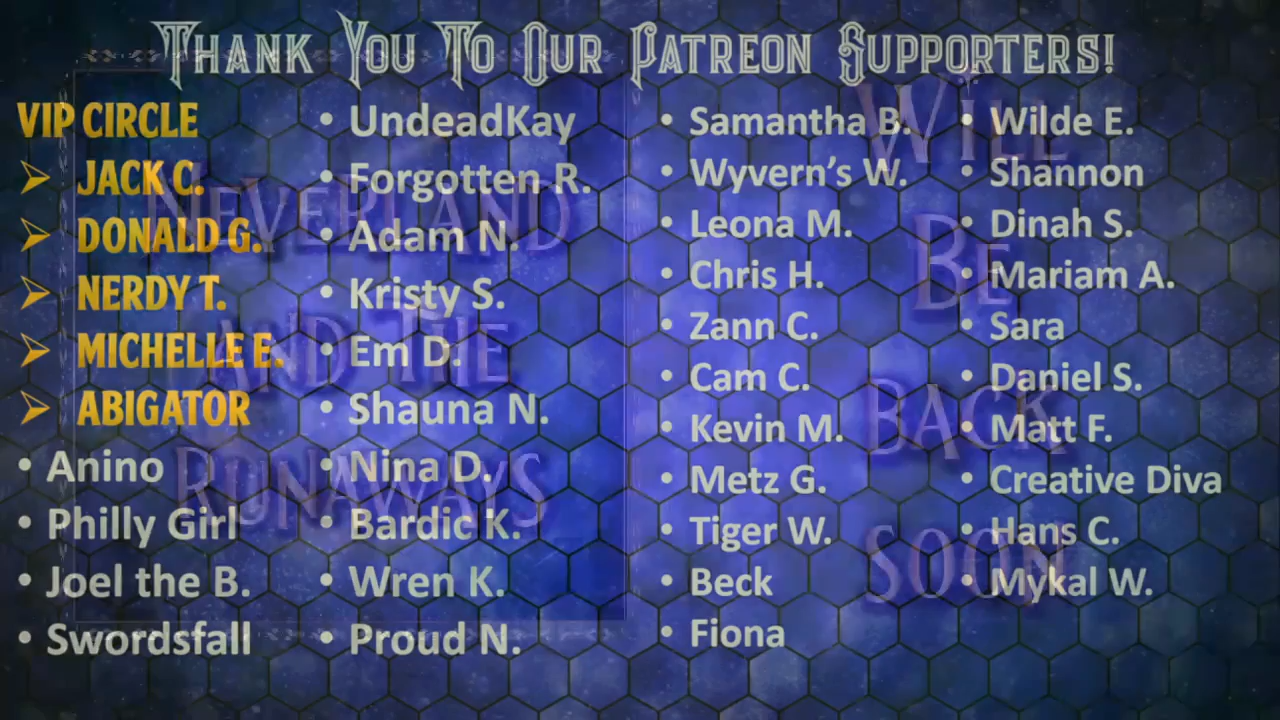 Thank You To Our Patreon Supporters!
VIP CIRCLE
JACK C.
DONALD G.
NERDY T.
MICHELLE E.
ABIGATOR
Anino
Philly Girl
Joel the B.
Swordsfall
UndeadKay
Forgotten R.
Adam N.
Kristy S.
Em D.
Shauna N.
Nina D.
Bardic K.
Wren K.
Proud N.
Samantha B.
Wyvern’s W.
Leona M.
Chris H.
Zann C.
Cam C.
Kevin M.
Metz G.
Tiger W.
Beck
Fiona
Wilde E.
Shannon
Dinah S.
Mariam A.
Sara
Daniel S.
Matt F.
Creative Diva
Hans C.
Mykal W.
Neverland
And The
Runaways
Will
Be
Back
Soon